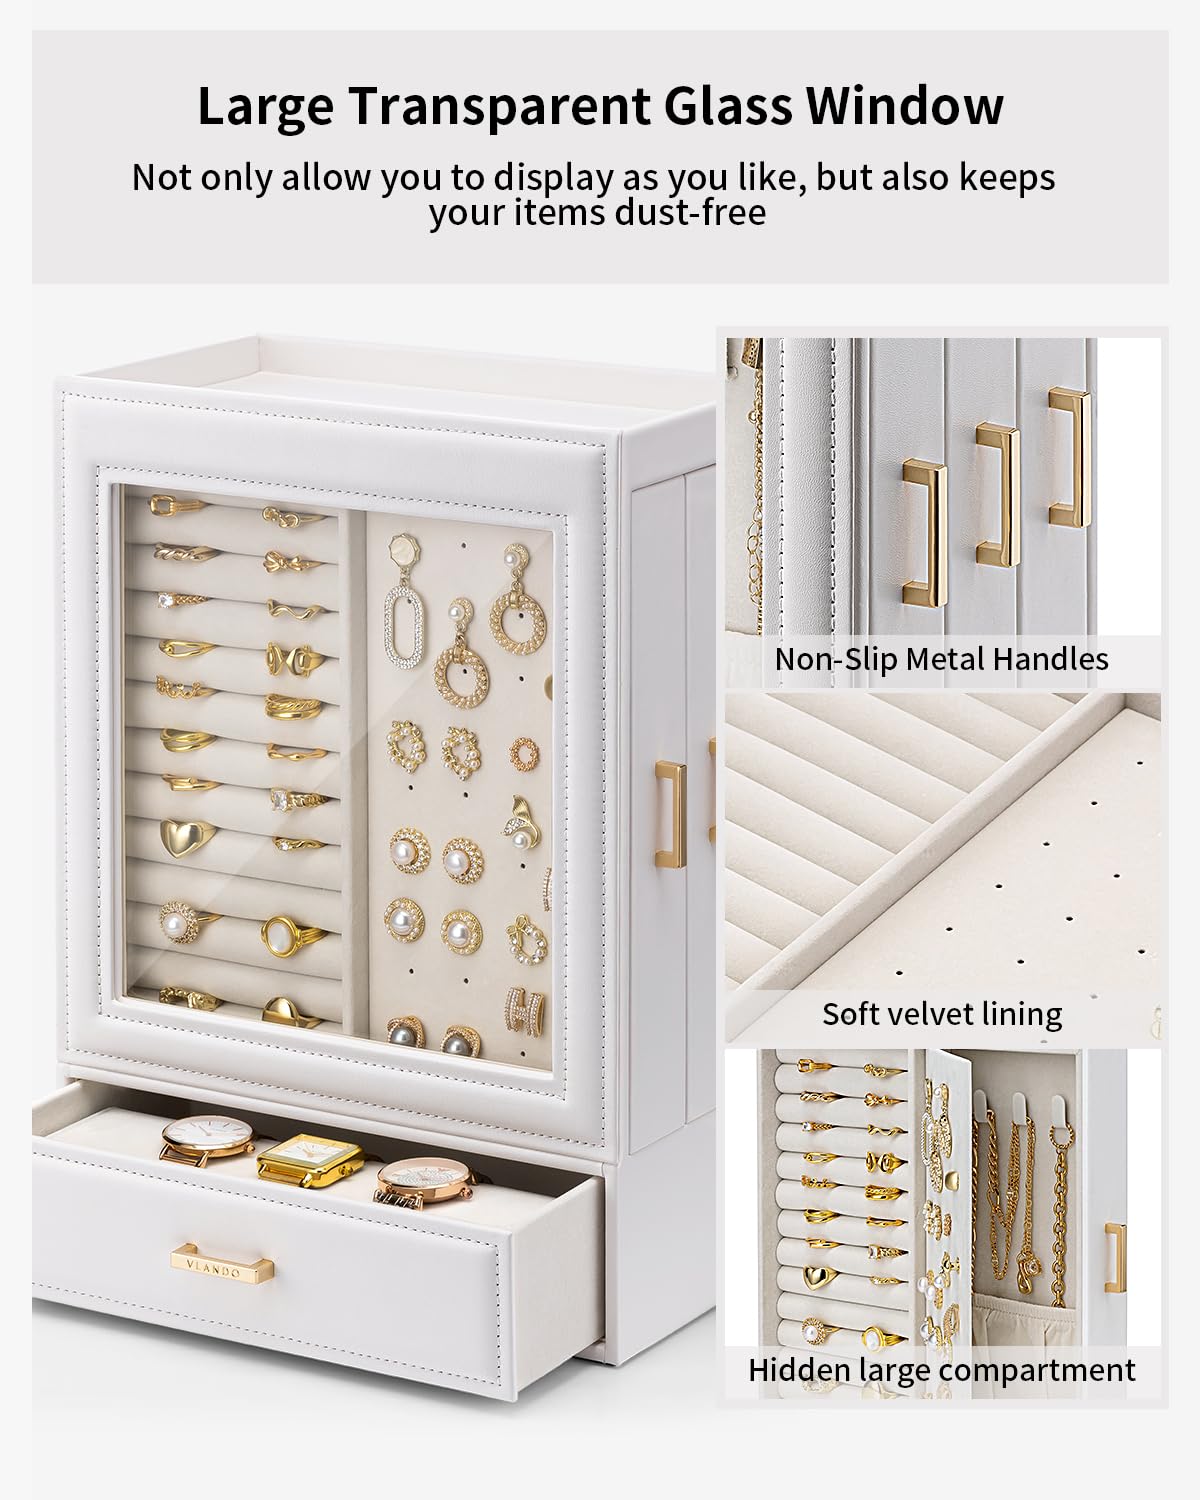 Large Transparent Glass Window
Not only allow you to display as you like, but also keeps
your items dust-free
Non-Slip Metal Handles
Soft velvet lining
VLANDO
Hidden large compartment